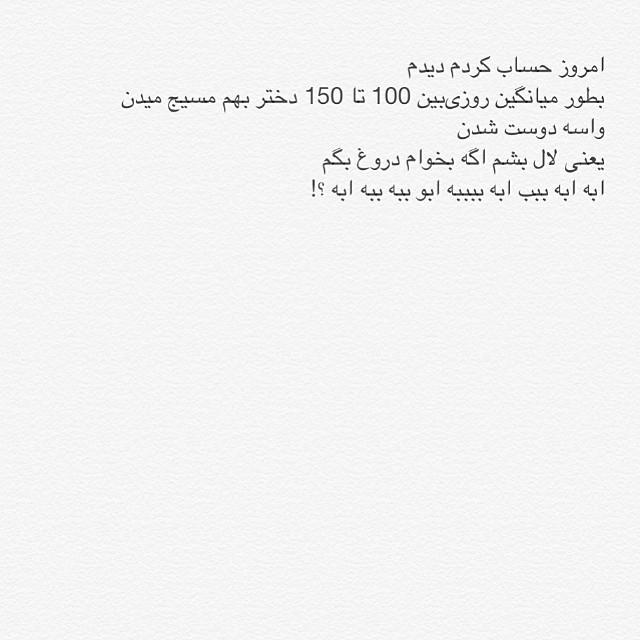 امروز حساب کردم دیدم
بطور میانگین روزی‌بین 100 تا 150 دختر بهم مسیج میدن
واسه دوست شدن
یعنی لال بشم اگه بخوام دروغ بگم
ابه ابه ببب ابه ببببه ابو ببه ببه ابه ؟!